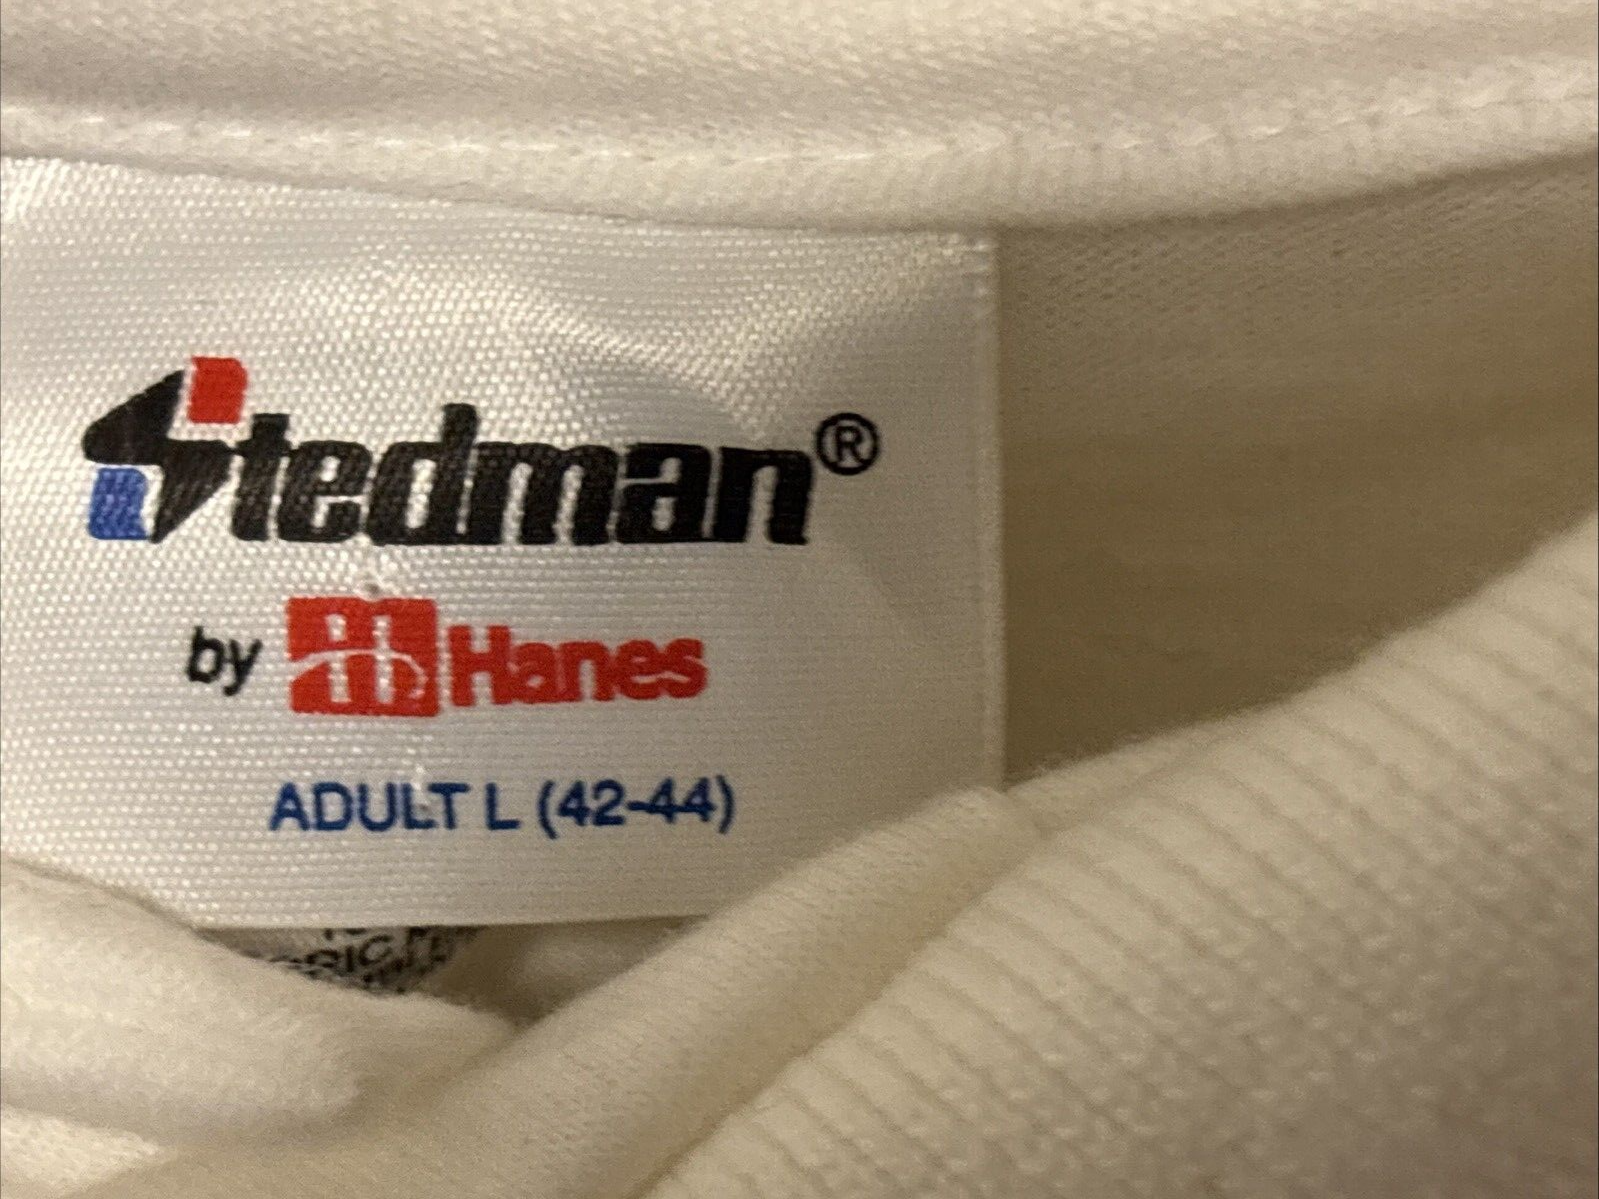 Stedman®
by Hanes
ADULT L (42-44)